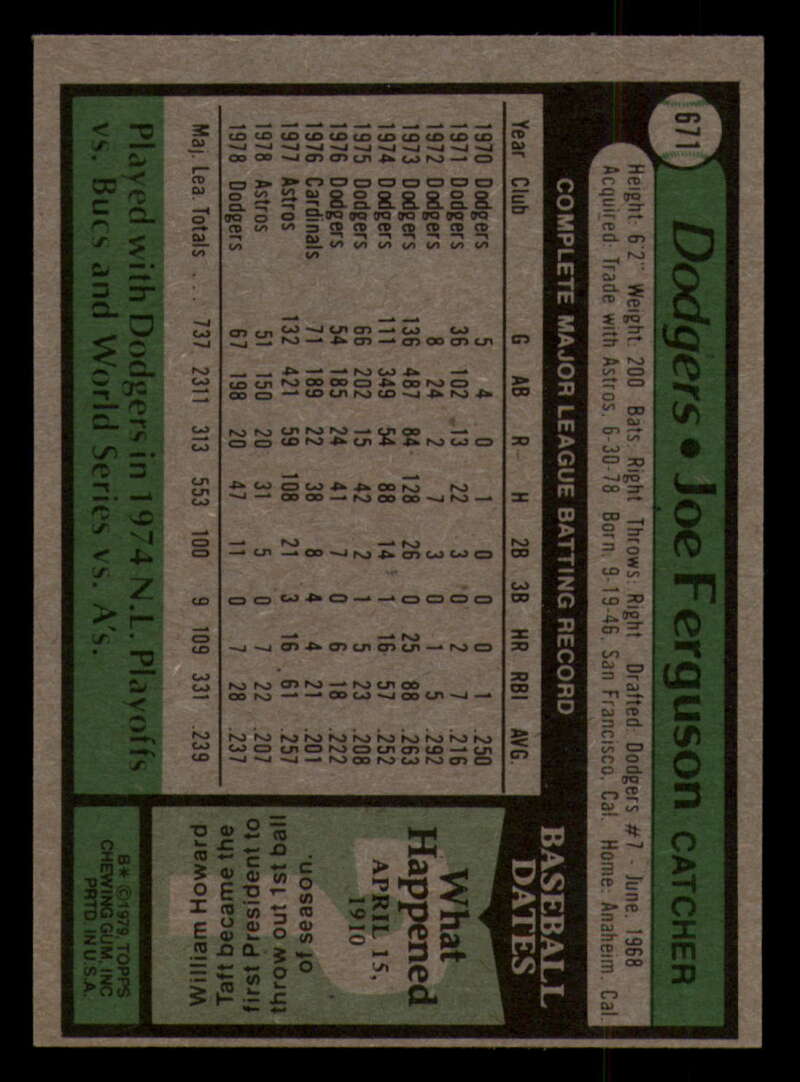 671
Dodgers • Joe Ferguson CATCHER
Height: 6'2" Weight: 200 Bats: Right Throws: Right Drafted: Dodgers #7 - June, 1968
Acquired: Trade with Astros, 6-30-78 Born: 9-19-46, San Francisco, Cal. Home: Anaheim, Cal.
COMPLETE MAJOR LEAGUE BATTING RECORD
Year Club G AB R H 2B 3B HR RBI AVG.
1970 Dodgers 5 4 0 1 0 0 0 1 .250
1971 Dodgers 36 102 13 22 3 0 2 7 .216
1972 Dodgers 8 24 2 7 3 0 1 5 .292
1973 Dodgers 136 487 84 128 26 0 25 88 .263
1974 Dodgers 111 349 54 88 14 1 16 57 .252
1975 Dodgers 66 202 15 42 2 1 5 23 .208
1976 Dodgers 54 185 24 41 7 0 6 18 .222
1976 Cardinals 71 189 22 38 8 4 4 21 .201
1977 Astros 132 421 59 108 21 3 16 61 .257
1978 Astros 51 150 20 31 5 0 7 22 .207
1978 Dodgers 67 198 20 47 11 0 7 28 .237
Maj. Lea. Totals ... 737 2311 313 553 100 9 109 331 .239
Played with Dodgers in 1974 N.L. Playoffs
vs. Bucs and World Series vs. A's.
BASEBALL
DATES
What
Happened
APRIL 15,
1910
William Howard
Taft became the
first President to
throw out 1st ball
of season.
B* ©1979 TOPPS
CHEWING GUM, INC
PRTD. IN U.S.A.